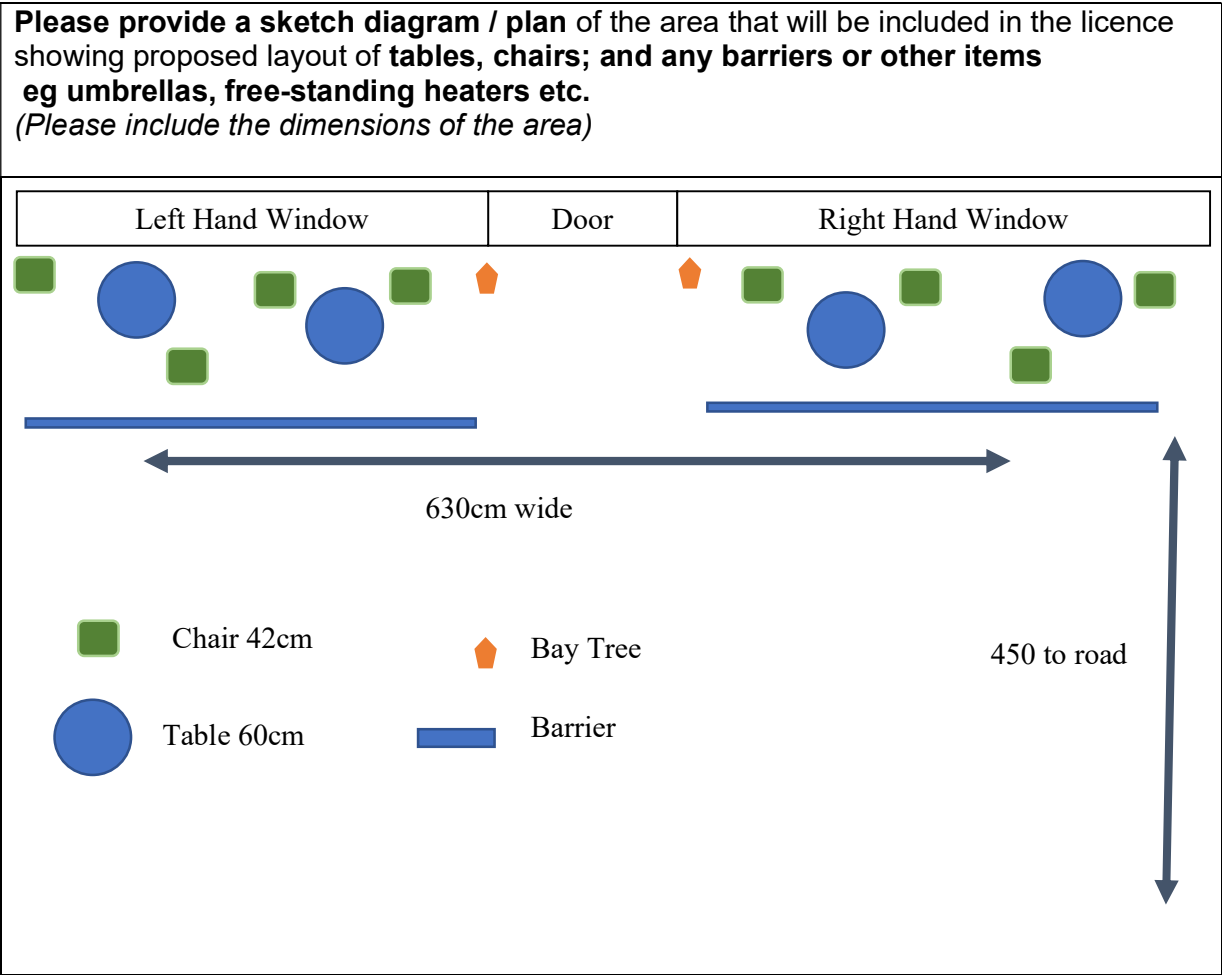 Please provide a sketch diagram / plan of the area that will be included in the licence
showing proposed layout of tables, chairs; and any barriers or other items
eg umbrellas, free-standing heaters etc.
(Please include the dimensions of the area)
Left Hand Window
Door
Right Hand Window
630cm wide
Chair 42cm
Bay Tree
450 to road
Table 60cm
Barrier